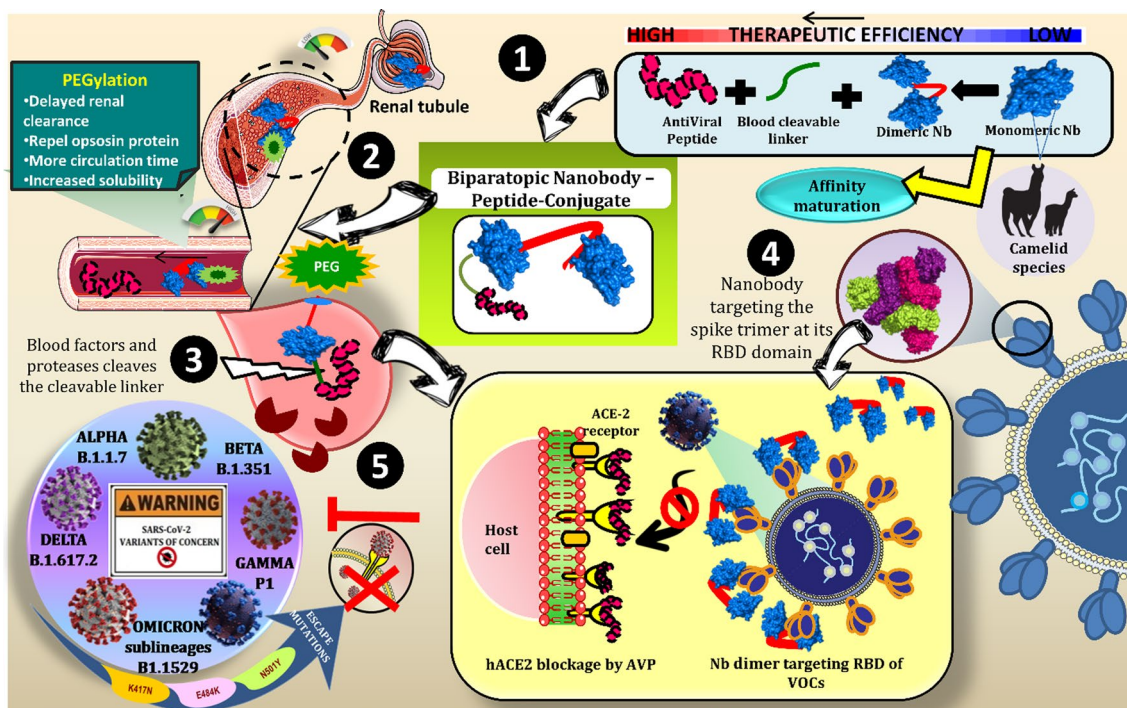 HIGH THERAPEUTIC EFFICIENCY LOW
1
AntiViral
Peptide
Blood cleavable
linker
Dimeric Nb
Monomeric Nb
Affinity
maturation
Camelid
species
LOW
Renal tubule
PEGylation
•Delayed renal
clearance
•Repel opsosin protein
•More circulation time
•Increased solubility
2
Biparatopic Nanobody –
Peptide-Conjugate
PEG
3
Blood factors and
proteases cleaves
the cleavable linker
4
Nanobody
targeting the
spike trimer at its
RBD domain
ACE-2
receptor
Host
cell
hACE2 blockage by AVP
Nb dimer targeting RBD of
VOCs
5
ALPHA
B.1.1.7
BETA
B.1.351
DELTA
B.1.617.2
WARNING
SARS-CoV-2
VARIANTS OF CONCERN
GAMMA
P1
OMICRON
sublineages
B1.1529
ESCAPE
MUTATIONS
K417N
E484K
N501Y